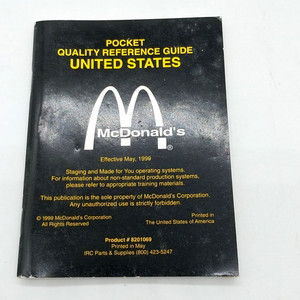 POCKET
QUALITY REFERENCE GUIDE
UNITED STATES
McDonald's
®
Effective May, 1999
Staging and Made for You operating systems.
For information about non-standard production systems,
please refer to appropriate training materials.
This publication is the sole property of McDonald's Corporation.
Any unauthorized use is strictly forbidden.
© 1999 McDonald's Corporation
All Rights Reserved
Printed in
The United States of America
Product # 8201069
Printed in May
IRC Parts & Supplies (800) 423-5247